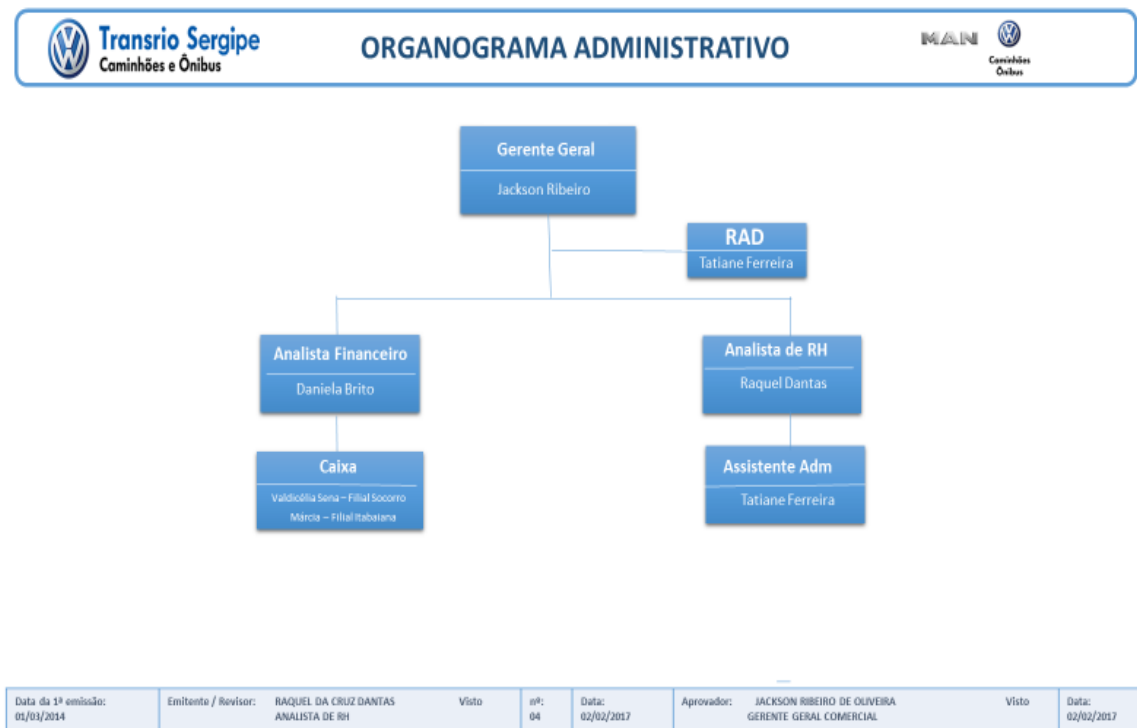 Transrio Sergipe
Caminhões e Ônibus
ORGANOGRAMA ADMINISTRATIVO
MAN
Caminhões
Ônibus
Gerente Geral
Jackson Ribeiro
RAD
Tatiane Ferreira
Analista Financeiro
Daniela Brito
Analista de RH
Raquel Dantas
Caixa
Valdicélia Sena – Filial Socorro
Márcia – Filial Itabaiana
Assistente Adm
Tatiane Ferreira
Data da 1ª emissão:
01/03/2014
Emitente / Revisor: RAQUEL DA CRUZ DANTAS Visto
ANALISTA DE RH
nº:
04
Data:
02/02/2017
Aprovador: JACKSON RIBEIRO DE OLIVEIRA Visto
GERENTE GERAL COMERCIAL
Data:
02/02/2017